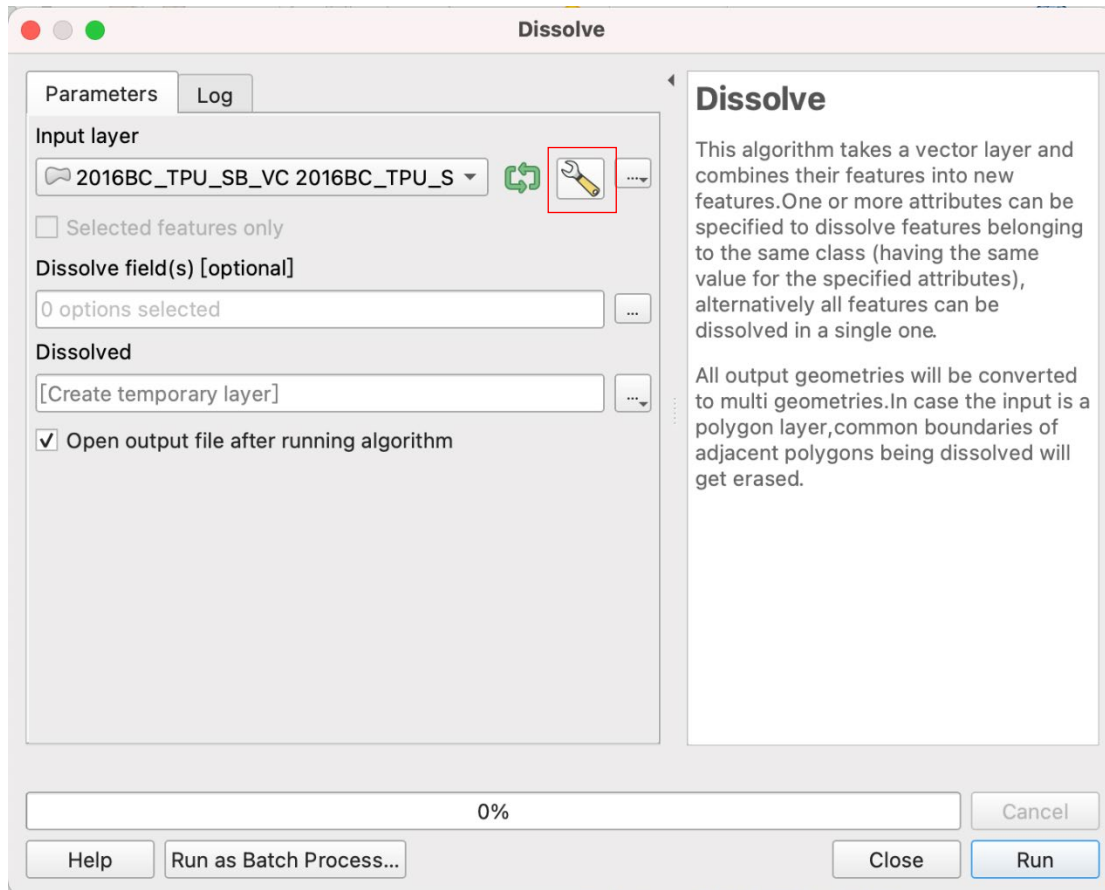 Dissolve
Parameters
Log
Input layer
2016BC_TPU_SB_VC 2016BC_TPU_S
...
Selected features only
Dissolve field(s) [optional]
0 options selected
...
Dissolved
[Create temporary layer]
...
Open output file after running algorithm
Dissolve
This algorithm takes a vector layer and
combines their features into new
features.One or more attributes can be
specified to dissolve features belonging
to the same class (having the same
value for the specified attributes),
alternatively all features can be
dissolved in a single one.
All output geometries will be converted
to multi geometries.In case the input is a
polygon layer,common boundaries of
adjacent polygons being dissolved will
get erased.
0%
Cancel
Help
Run as Batch Process...
Close
Run